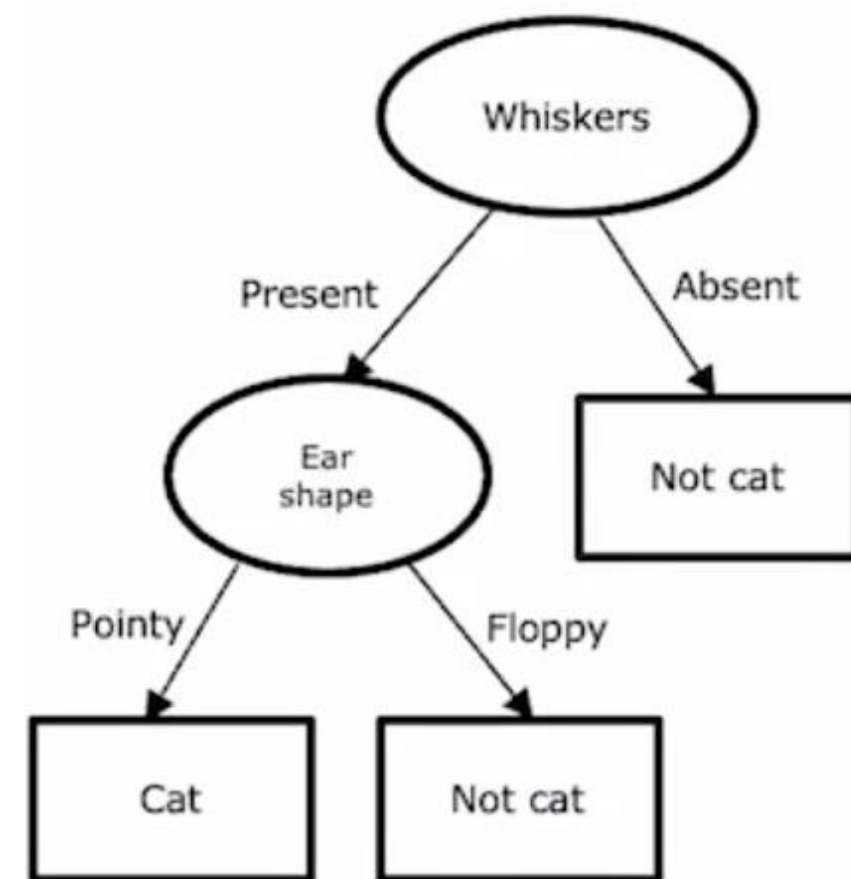 Whiskers
Present
Absent
Ear
shape
Not cat
Pointy
Floppy
Cat
Not cat